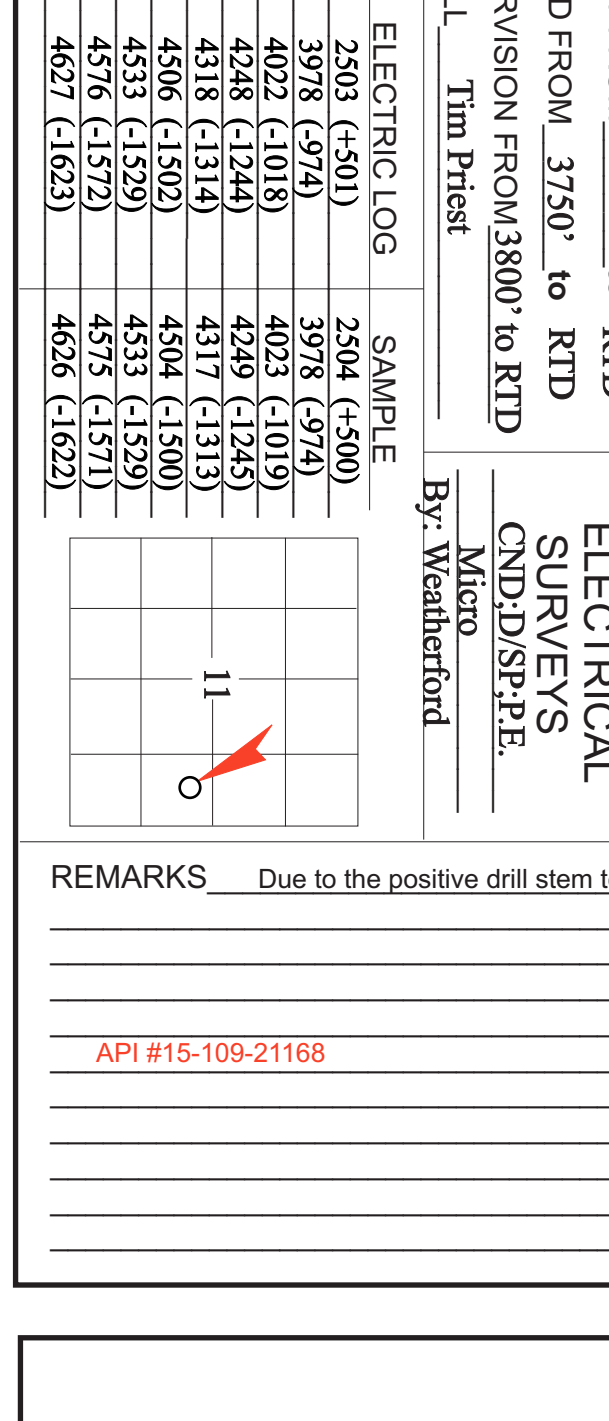 D FROM 3750’ to RTD
RVISION FROM 3800’ to RTD
Tim Priest
ELECTRICAL
SURVEYS
CND;D/SP;P.E.
Micro
By: Weatherford
ELECTRIC LOG SAMPLE
2503 (+501) 2504 (+500)
3978 (-974) 3978 (-974)
4022 (-1018) 4023 (-1019)
4248 (-1244) 4249 (-1245)
4318 (-1314) 4317 (-1313)
4506 (-1502) 4504 (-1500)
4533 (-1529) 4533 (-1529)
4576 (-1572) 4575 (-1571)
4627 (-1623) 4626 (-1622)
11
REMARKS Due to the positive drill stem
API #15-109-21168